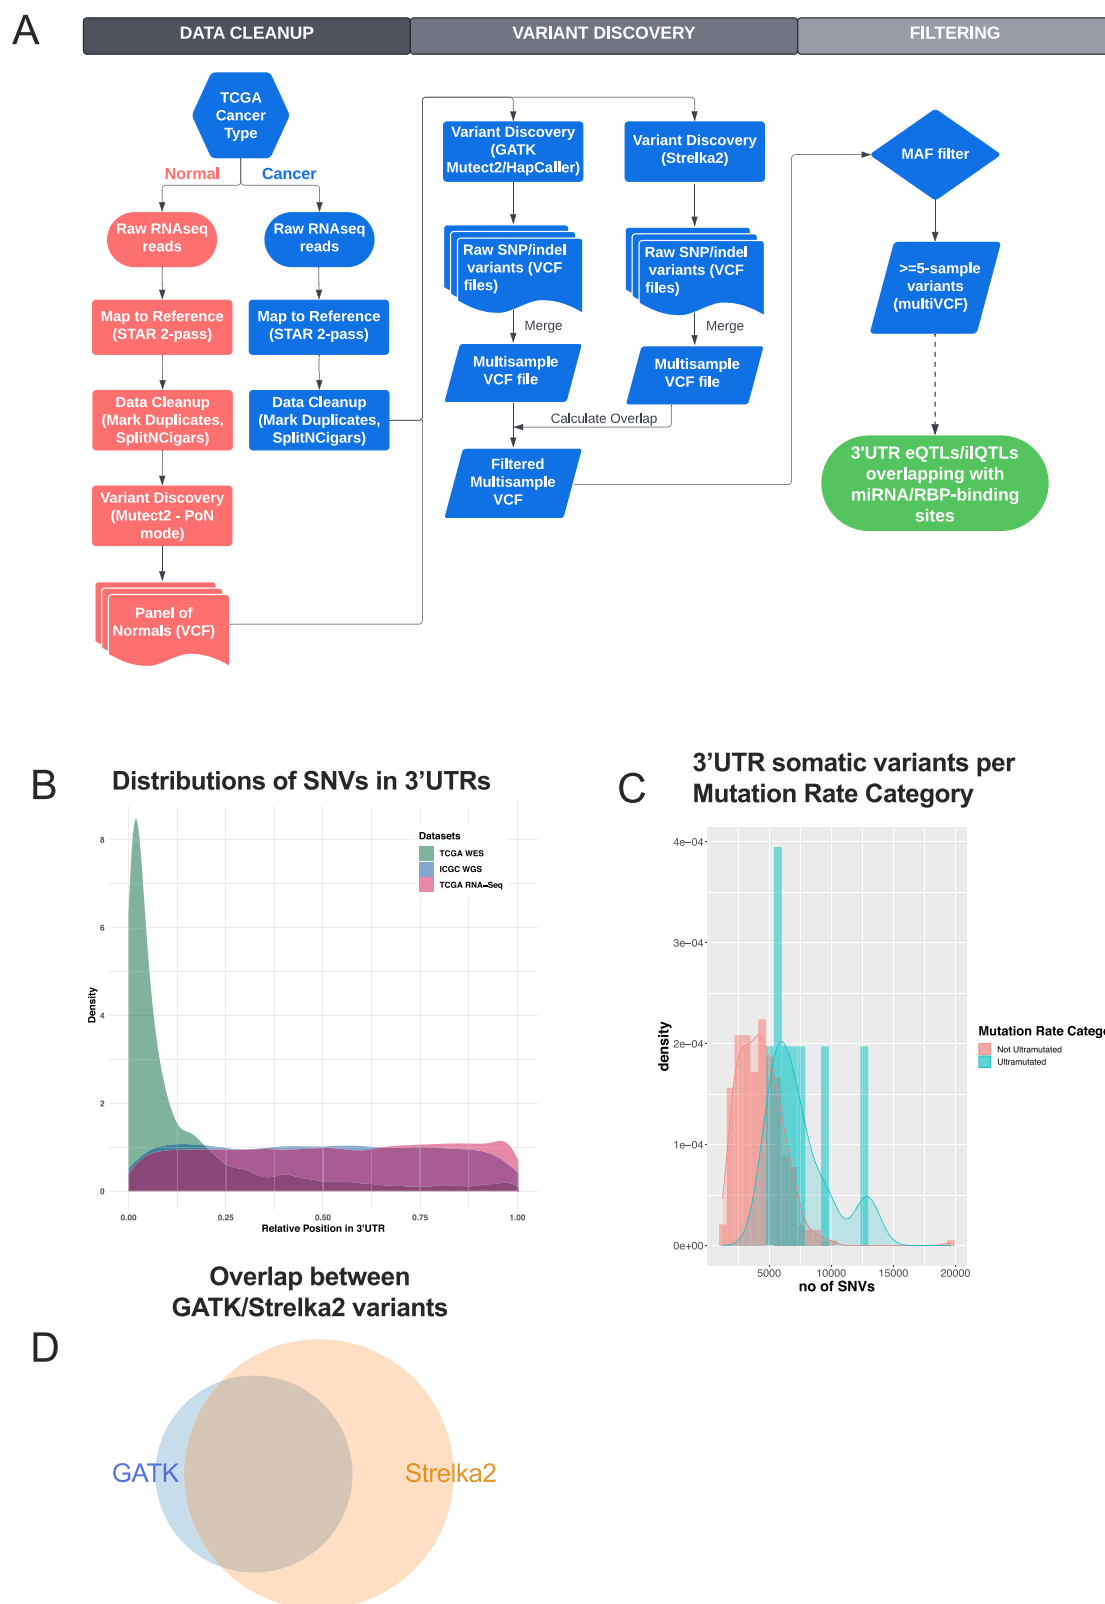 A
DATA CLEANUP
VARIANT DISCOVERY
FILTERING
TCGA
Cancer
Type
Normal
Cancer
Raw RNAseq
reads
Raw RNAseq
reads
Map to Reference
(STAR 2-pass)
Map to Reference
(STAR 2-pass)
Data Cleanup
(Mark Duplicates,
SplitNCigars)
Data Cleanup
(Mark Duplicates,
SplitNCigars)
Variant Discovery
(Mutect2 - PoN
mode)
Panel of
Normals (VCF)
Variant Discovery
(GATK
Mutect2/HapCaller)
Variant Discovery
(Strelka2)
Raw SNP/indel
variants (VCF
files)
Raw SNP/indel
variants (VCF
files)
Merge
Merge
Multisample
VCF file
Multisample
VCF file
Calculate Overlap
Filtered
Multisample
VCF
MAF filter
>=5-sample
variants
(multiVCF)
3'UTR eQTLs/ilQTLs
overlapping with
miRNA/RBP-binding
sites
B
Distributions of SNVs in 3'UTRs
Datasets
TCGA WES
ICGC WGS
TCGA RNA-Seq
Density
8
6
4
2
0
0.00
0.25
0.50
0.75
1.00
Relative Position in 3'UTR
C
3'UTR somatic variants per
Mutation Rate Category
density
4e-04
3e-04
2e-04
1e-04
0e+00
5000
10000
15000
20000
no of SNVs
Mutation Rate Catego
Not Ultramutated
Ultramutated
Overlap between
GATK/Strelka2 variants
D
GATK
Strelka2